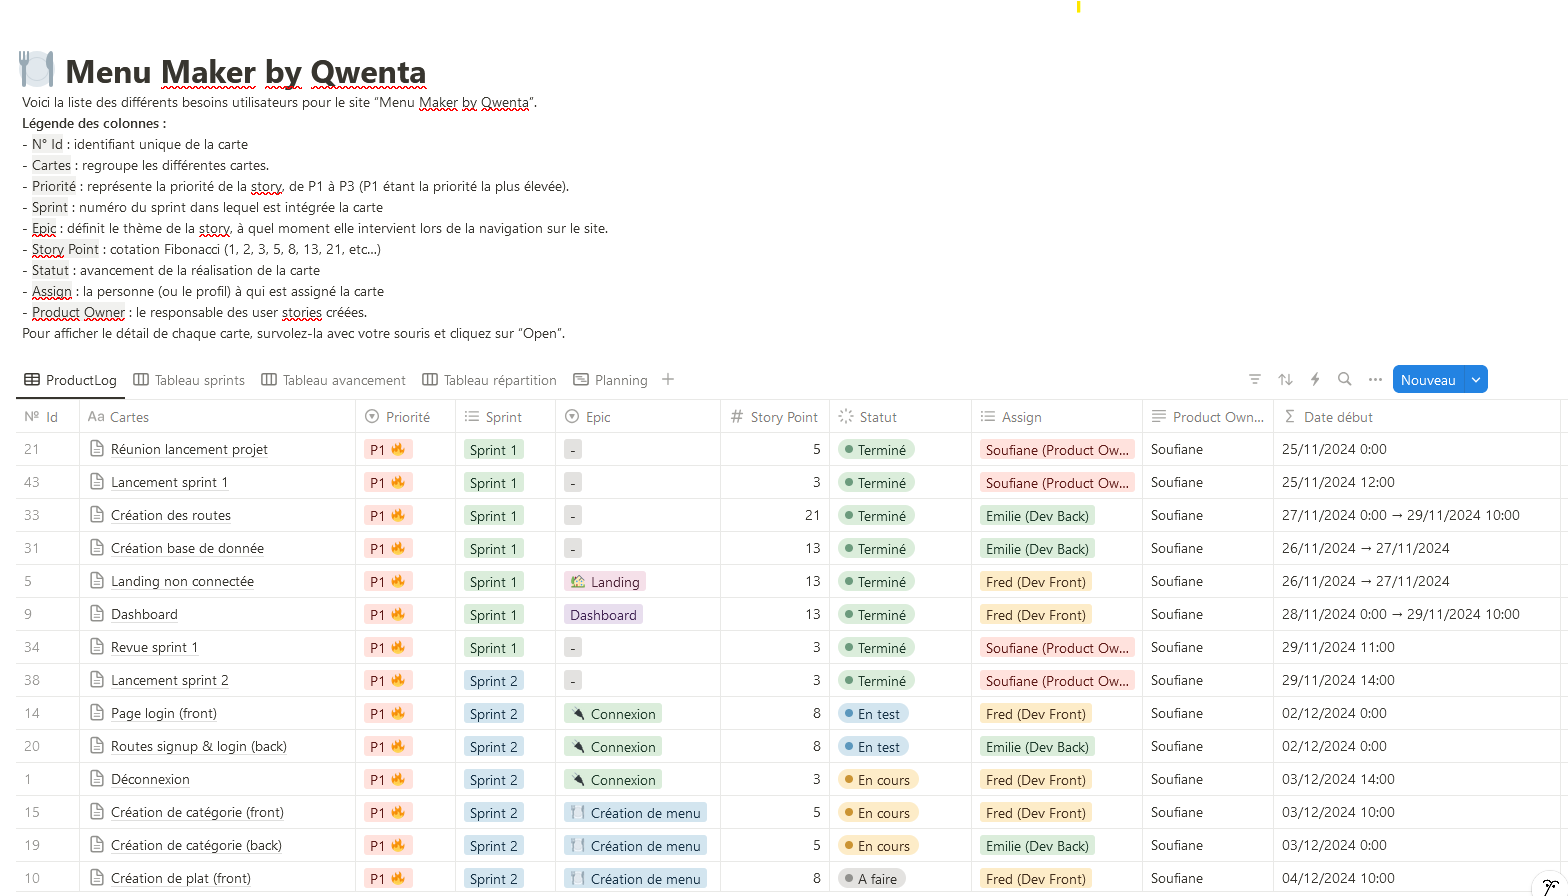 Menu Maker by Qwenta
Voici la liste des différents besoins utilisateurs pour le site “Menu Maker by Qwenta”.
Légende des colonnes :
- N° Id : identifiant unique de la carte
- Cartes : regroupe les différentes cartes.
- Priorité : représente la priorité de la story, de P1 à P3 (P1 étant la priorité la plus élevée).
- Sprint : numéro du sprint dans lequel est intégrée la carte
- Epic : définit le thème de la story, à quel moment elle intervient lors de la navigation sur le site.
- Story Point : cotation Fibonacci (1, 2, 3, 5, 8, 13, 21, etc…)
- Statut : avancement de la réalisation de la carte
- Assign : la personne (ou le profil) à qui est assigné la carte
- Product Owner : le responsable des user stories créées.
Pour afficher le détail de chaque carte, survolez-la avec votre souris et cliquez sur “Open”.
ProductLog Tableau sprints Tableau avancement Tableau répartition Planning + Nouveau
Nº Id Aa Cartes Priorité Sprint Epic # Story Point Statut Assign Product Own... Σ Date début
21 Réunion lancement projet P1 🔥 Sprint 1 - 5 Terminé Soufiane (Product Ow... Soufiane 25/11/2024 0:00
43 Lancement sprint 1 P1 🔥 Sprint 1 - 3 Terminé Soufiane (Product Ow... Soufiane 25/11/2024 12:00
33 Création des routes P1 🔥 Sprint 1 - 21 Terminé Emilie (Dev Back) Soufiane 27/11/2024 0:00 → 29/11/2024 10:00
31 Création base de donnée P1 🔥 Sprint 1 - 13 Terminé Emilie (Dev Back) Soufiane 26/11/2024 → 27/11/2024
5 Landing non connectée P1 🔥 Sprint 1 🏡 Landing 13 Terminé Fred (Dev Front) Soufiane 26/11/2024 → 27/11/2024
9 Dashboard P1 🔥 Sprint 1 Dashboard 13 Terminé Fred (Dev Front) Soufiane 28/11/2024 0:00 → 29/11/2024 10:00
34 Revue sprint 1 P1 🔥 Sprint 1 - 3 Terminé Soufiane (Product Ow... Soufiane 29/11/2024 11:00
38 Lancement sprint 2 P1 🔥 Sprint 2 - 3 Terminé Soufiane (Product Ow... Soufiane 29/11/2024 14:00
14 Page login (front) P1 🔥 Sprint 2 🔌 Connexion 8 En test Fred (Dev Front) Soufiane 02/12/2024 0:00
20 Routes signup & login (back) P1 🔥 Sprint 2 🔌 Connexion 8 En test Emilie (Dev Back) Soufiane 02/12/2024 0:00
1 Déconnexion P1 🔥 Sprint 2 🔌 Connexion 3 En cours Fred (Dev Front) Soufiane 03/12/2024 14:00
15 Création de catégorie (front) P1 🔥 Sprint 2 🍽️ Création de menu 5 En cours Fred (Dev Front) Soufiane 03/12/2024 10:00
19 Création de catégorie (back) P1 🔥 Sprint 2 🍽️ Création de menu 5 En cours Emilie (Dev Back) Soufiane 03/12/2024 0:00
10 Création de plat (front) P1 🔥 Sprint 2 🍽️ Création de menu 8 A faire Fred (Dev Front) Soufiane 04/12/2024 10:00